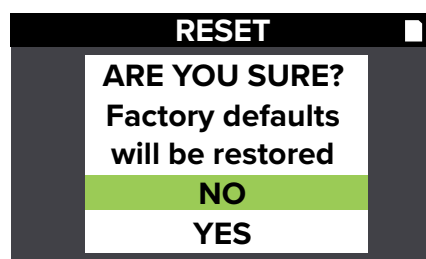 RESET
ARE YOU SURE?
Factory defaults
will be restored
NO
YES